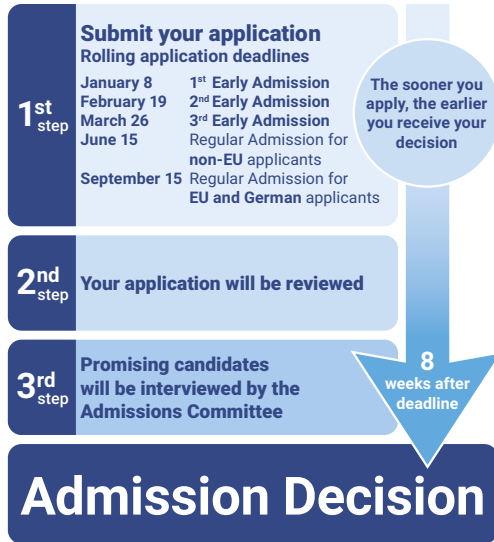 1st step
Submit your application
Rolling application deadlines
January 8 1st Early Admission
February 19 2nd Early Admission
March 26 3rd Early Admission
June 15 Regular Admission for
non-EU applicants
September 15 Regular Admission for
EU and German applicants
The sooner you
apply, the earlier
you receive your
decision
2nd step
Your application will be reviewed
3rd step
Promising candidates
will be interviewed by the
Admissions Committee
8
weeks after
deadline
Admission Decision